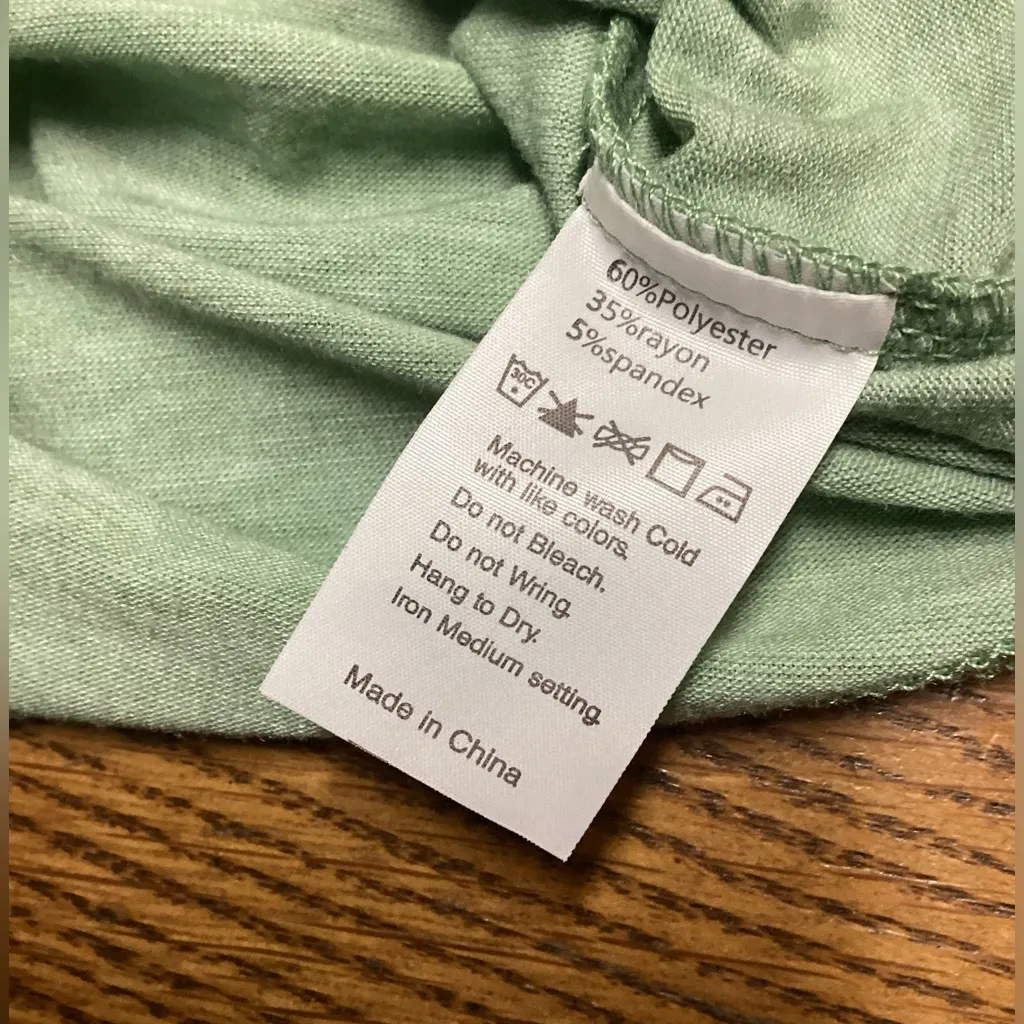 60%Polyester
35%rayon
5%spandex
30C
Machine wash Cold
with like colors.
Do not Bleach.
Do not Wring.
Hang to Dry.
Iron Medium setting.
Made in China